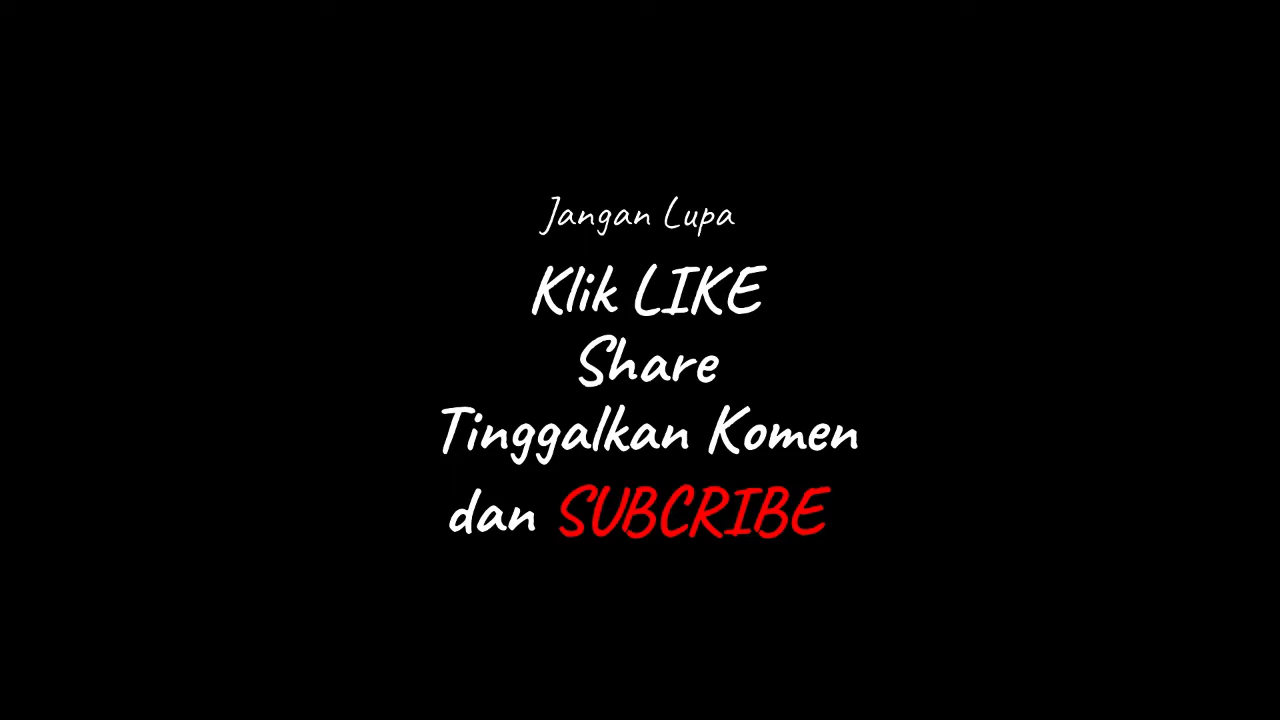 Jangan Lupa
Klik LIKE
Share
Tinggalkan Komen
dan SUBCRIBE